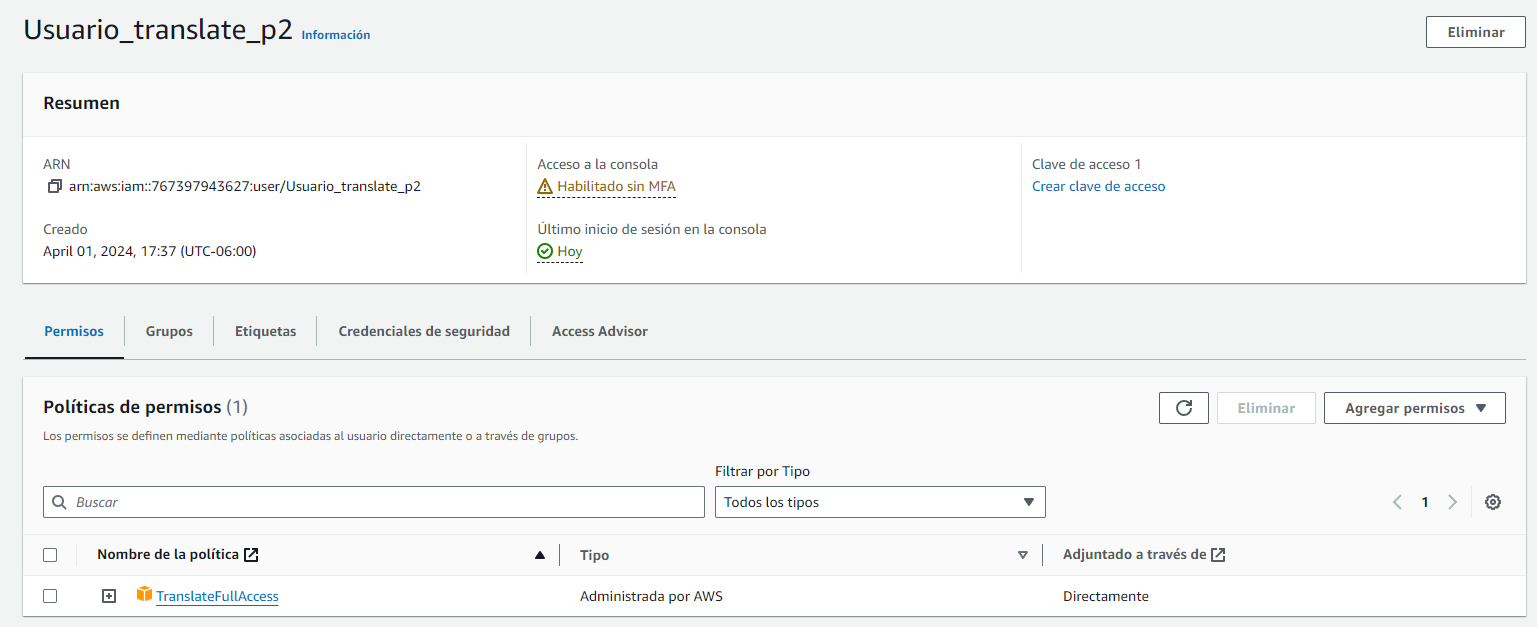 Usuario_translate_p2 Información
Eliminar
Resumen
ARN
arn:aws:iam::767397943627:user/Usuario_translate_p2
Creado
April 01, 2024, 17:37 (UTC-06:00)
Acceso a la consola
Habilitado sin MFA
Último inicio de sesión en la consola
Hoy
Clave de acceso 1
Crear clave de acceso
Permisos Grupos Etiquetas Credenciales de seguridad Access Advisor
Políticas de permisos (1)
Los permisos se definen mediante políticas asociadas al usuario directamente o a través de grupos.
Eliminar
Agregar permisos
Filtrar por Tipo
Buscar
Todos los tipos
1
Nombre de la política Tipo Adjuntado a través de
TranslateFullAccess Administrada por AWS Directamente